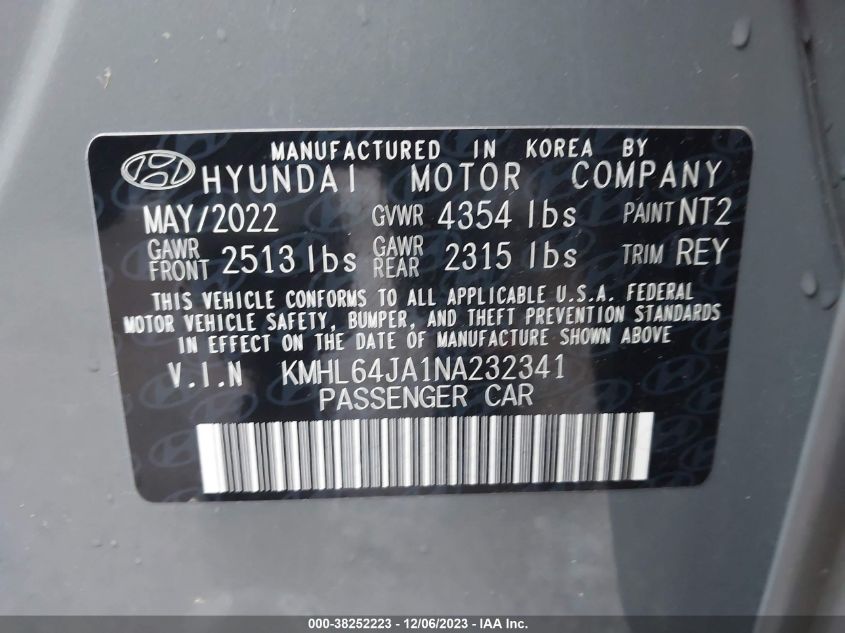 MANUFACTURED IN KOREA BY
HYUNDAI MOTOR COMPANY
MAY/2022 GVWR 4354 lbs PAINT NT2
GAWR FRONT 2513 lbs GAWR REAR 2315 lbs TRIM REY
THIS VEHICLE CONFORMS TO ALL APPLICABLE U.S.A. FEDERAL
MOTOR VEHICLE SAFETY, BUMPER, AND THEFT PREVENTION STANDARDS
IN EFFECT ON THE DATE OF MANUFACTURE SHOWN ABOVE
V.I.N KMHL64JA1NA232341
PASSENGER CAR
000-38252223 - 12/06/2023 - IAA Inc.